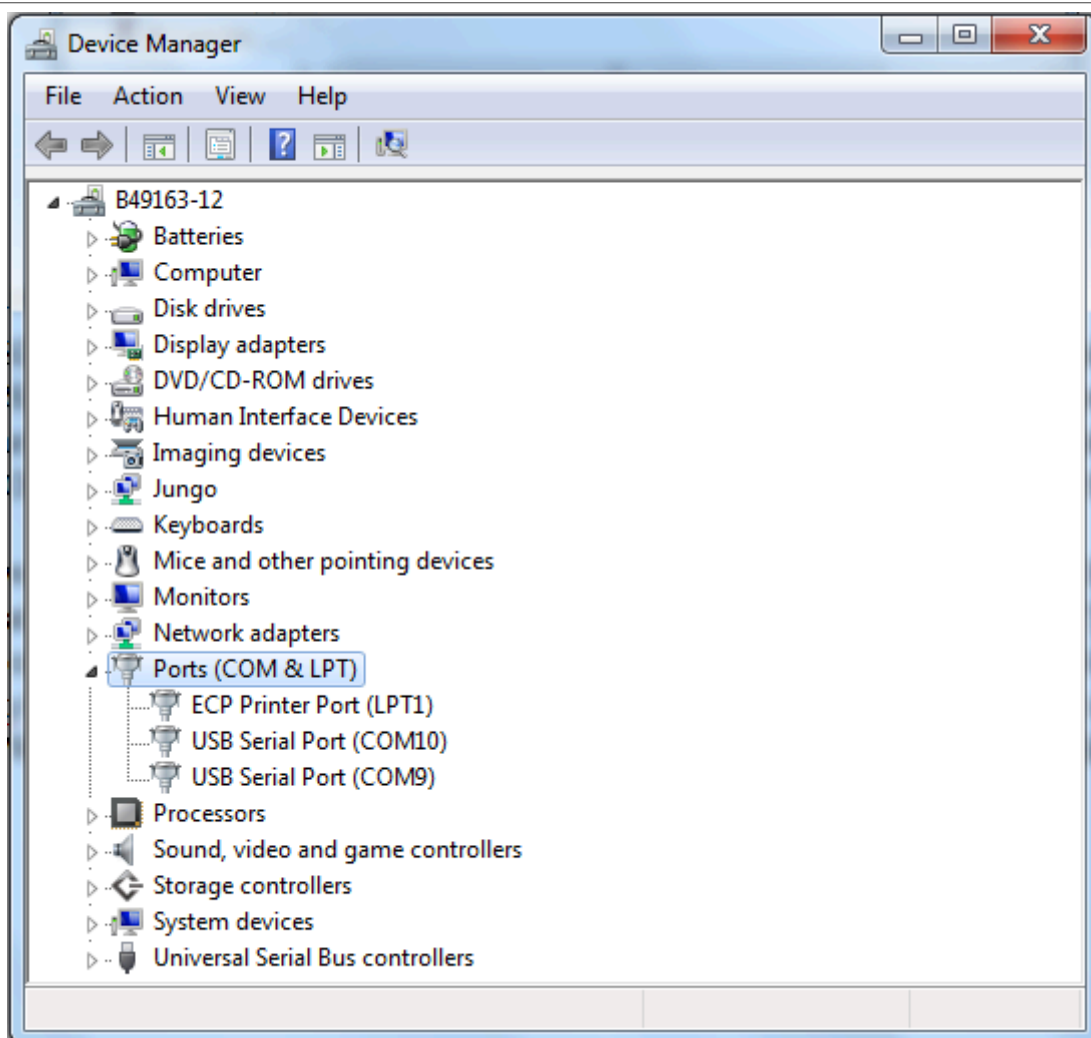 Device Manager
File Action View Help
B49163-12
Batteries
Computer
Disk drives
Display adapters
DVD/CD-ROM drives
Human Interface Devices
Imaging devices
Jungo
Keyboards
Mice and other pointing devices
Monitors
Network adapters
Ports (COM & LPT)
ECP Printer Port (LPT1)
USB Serial Port (COM10)
USB Serial Port (COM9)
Processors
Sound, video and game controllers
Storage controllers
System devices
Universal Serial Bus controllers